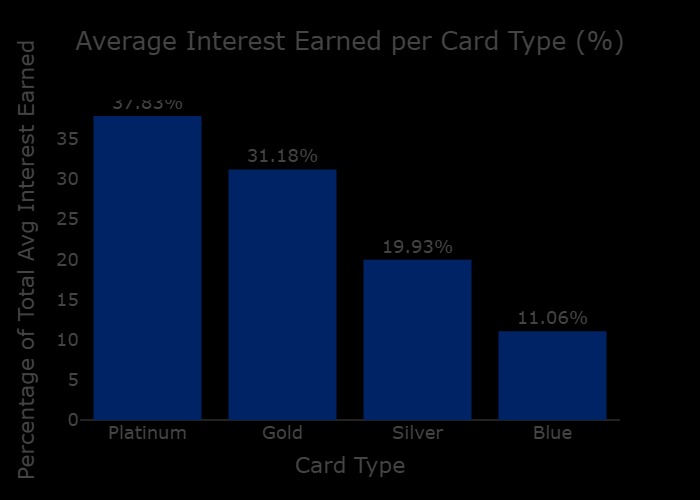 Average Interest Earned per Card Type (%)
Percentage of Total Avg Interest Earned
37.83%
31.18%
19.93%
11.06%
35
30
25
20
15
10
5
0
Platinum
Gold
Silver
Blue
Card Type